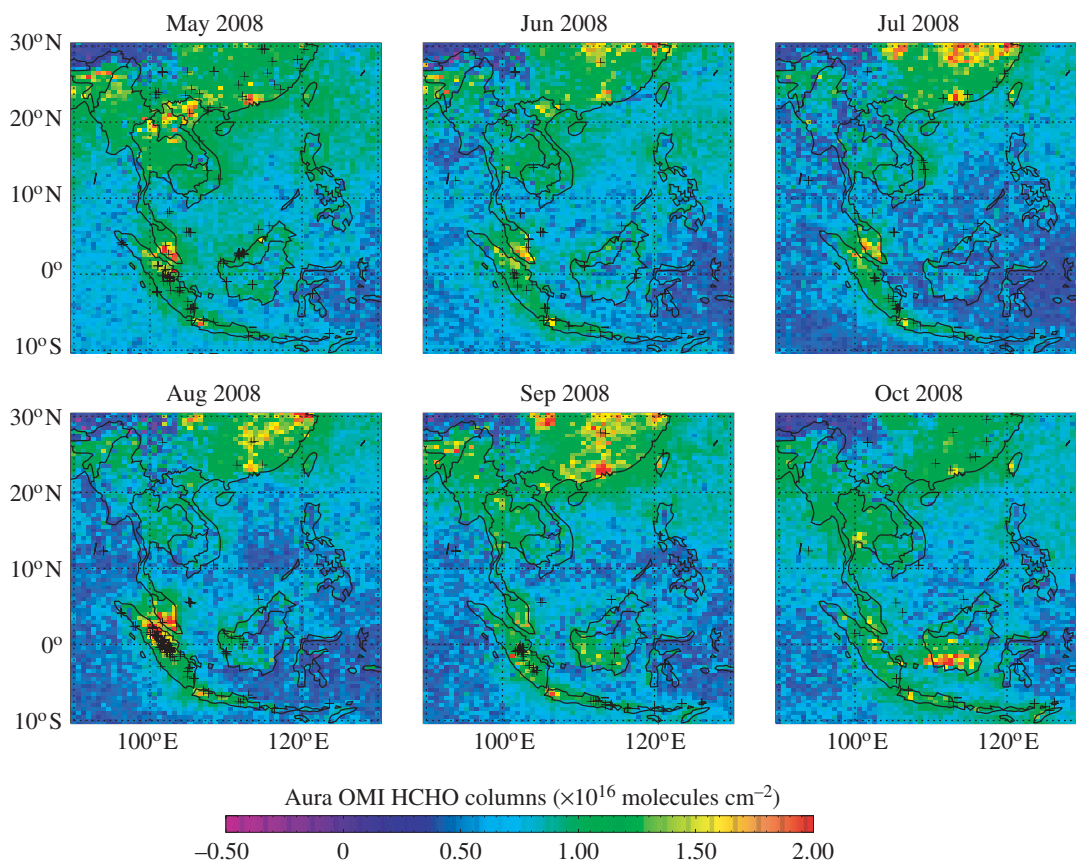 May 2008 Jun 2008 Jul 2008
30°N
20°N
10°N
0°
10°S
Aug 2008 Sep 2008 Oct 2008
30°N
20°N
10°N
0°
10°S
100°E 120°E 100°E 120°E 100°E 120°E
Aura OMI HCHO columns (×10¹⁶ molecules cm⁻²)
−0.50 0 0.50 1.00 1.50 2.00